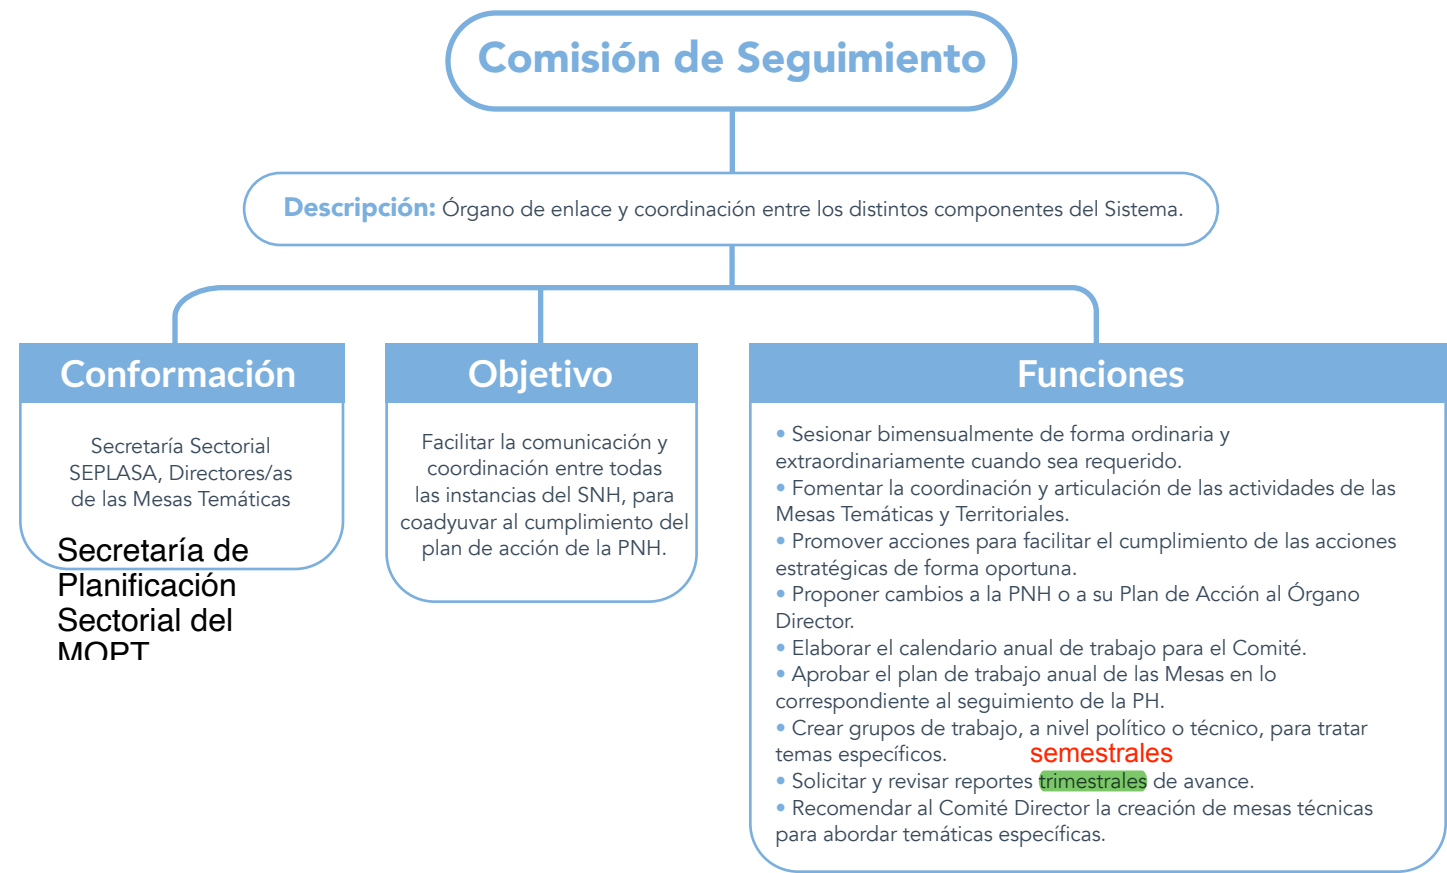 Comisión de Seguimiento
Descripción: Órgano de enlace y coordinación entre los distintos componentes del Sistema.
Conformación
Secretaría Sectorial
SEPLASA, Directores/as
de las Mesas Temáticas
Secretaría de
Planificación
Sectorial del
MOPT
Objetivo
Facilitar la comunicación y
coordinación entre todas
las instancias del SNH, para
coadyuvar al cumplimiento del
plan de acción de la PNH.
Funciones
• Sesionar bimensualmente de forma ordinaria y
extraordinariamente cuando sea requerido.
• Fomentar la coordinación y articulación de las actividades de las
Mesas Temáticas y Territoriales.
• Promover acciones para facilitar el cumplimiento de las acciones
estratégicas de forma oportuna.
• Proponer cambios a la PNH o a su Plan de Acción al Órgano
Director.
• Elaborar el calendario anual de trabajo para el Comité.
• Aprobar el plan de trabajo anual de las Mesas en lo
correspondiente al seguimiento de la PH.
• Crear grupos de trabajo, a nivel político o técnico, para tratar
temas específicos.
semestrales
• Solicitar y revisar reportes trimestrales de avance.
• Recomendar al Comité Director la creación de mesas técnicas
para abordar temáticas específicas.